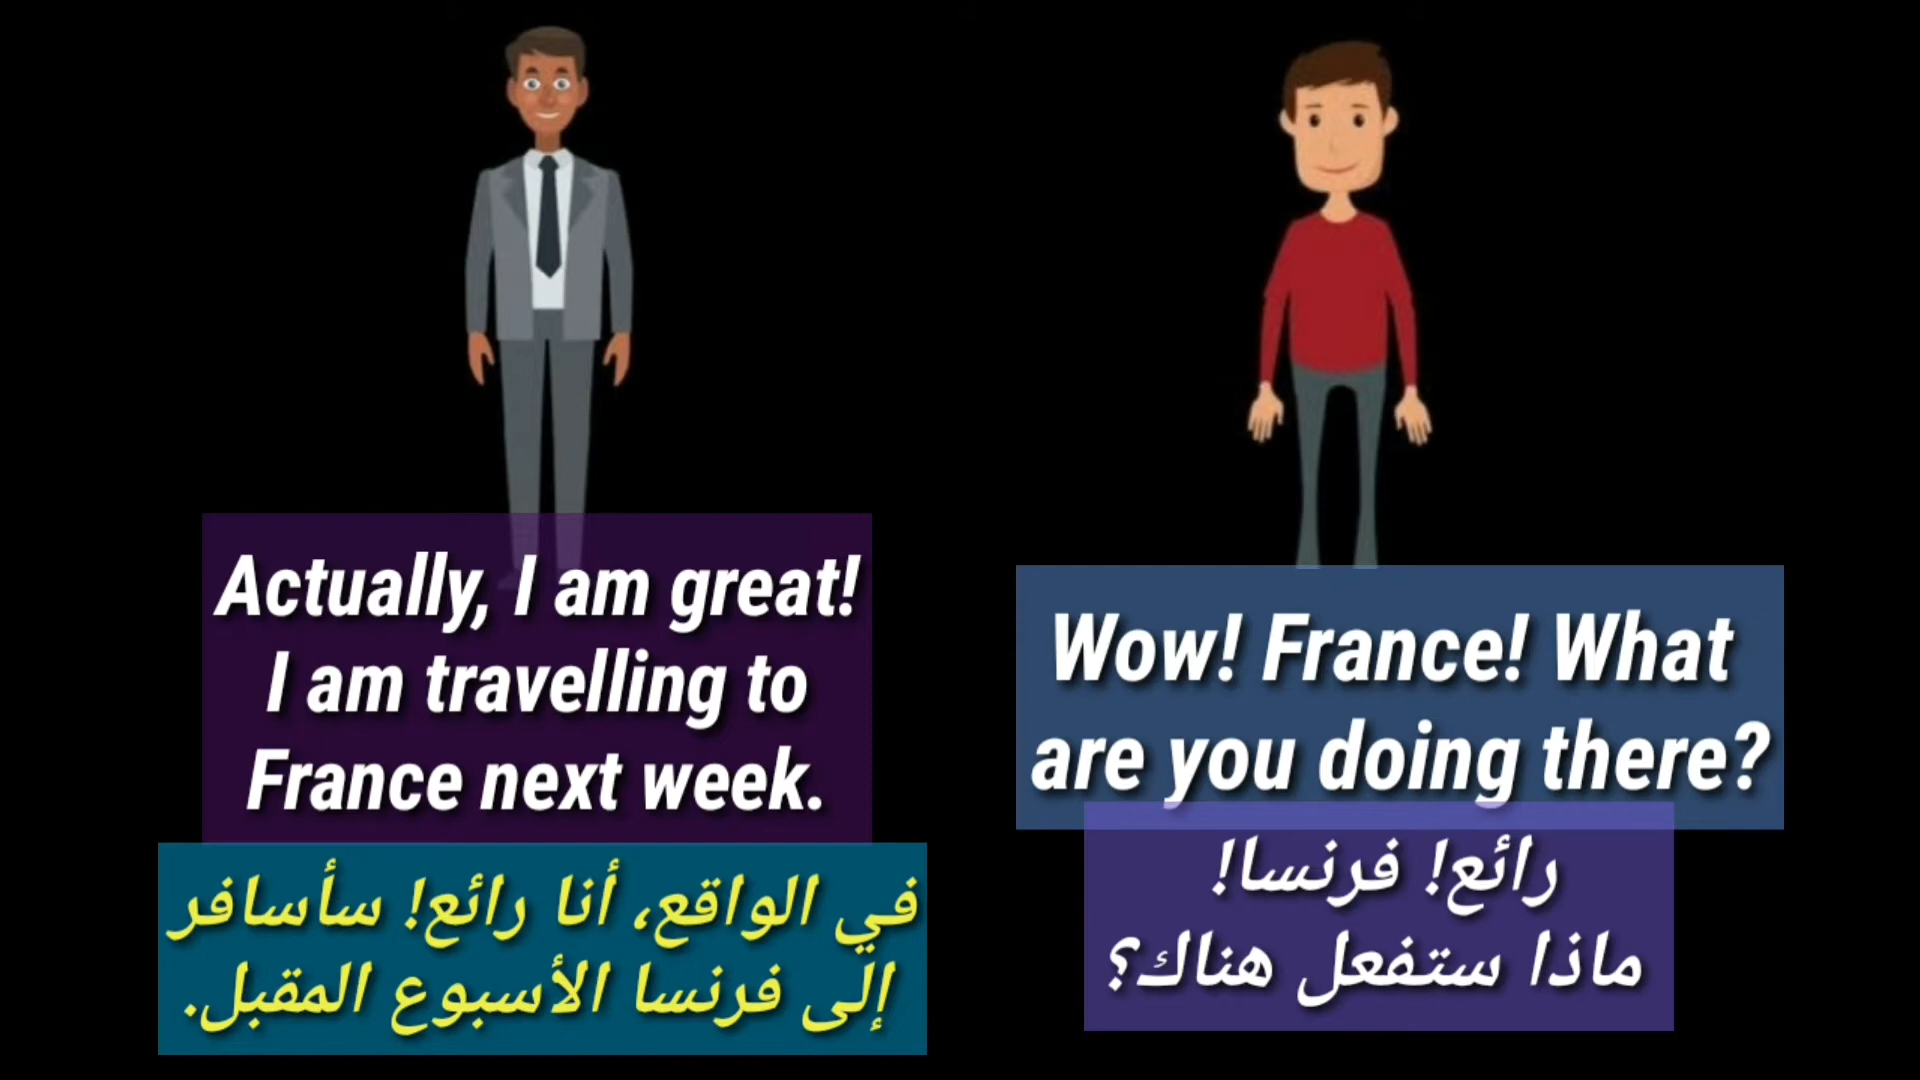 Actually, I am great!
I am travelling to
France next week.
في الواقع، أنا رائع! سأسافر
إلى فرنسا الأسبوع المقبل.
Wow! France! What
are you doing there?
رائع! فرنسا!
ماذا ستفعل هناك؟